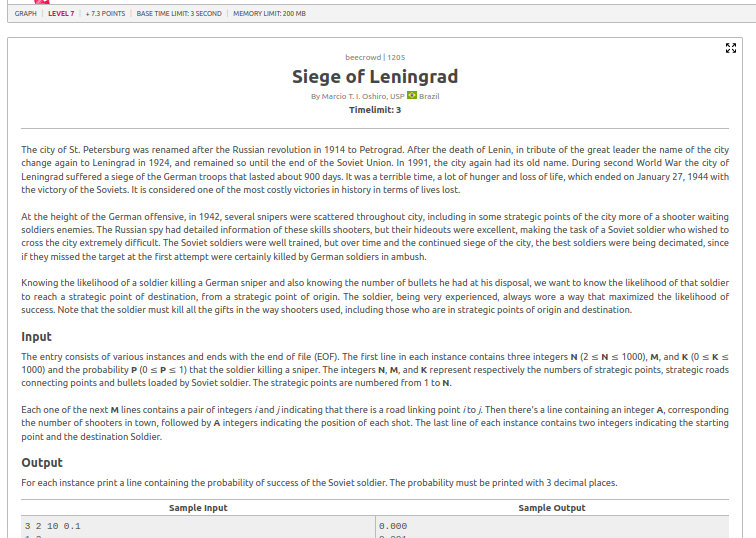 GRAPH LEVEL 7 + 7.3 POINTS BASE TIME LIMIT: 3 SECOND MEMORY LIMIT: 200 MB
beecrowd | 1205
Siege of Leningrad
By Marcio T. I. Oshiro, USP Brazil
Timelimit: 3
The city of St. Petersburg was renamed after the Russian revolution in 1914 to Petrograd. After the death of Lenin, in tribute of the great leader the name of the city
change again to Leningrad in 1924, and remained so until the end of the Soviet Union. In 1991, the city again had its old name. During second World War the city of
Leningrad suffered a siege of the German troops that lasted about 900 days. It was a terrible time, a lot of hunger and loss of life, which ended on January 27, 1944 with
the victory of the Soviets. It is considered one of the most costly victories in history in terms of lives lost.
At the height of the German offensive, in 1942, several snipers were scattered throughout city, including in some strategic points of the city more of a shooter waiting
soldiers enemies. The Russian spy had detailed information of these skills shooters, but their hideouts were excellent, making the task of a Soviet soldier who wished to
cross the city extremely difficult. The Soviet soldiers were well trained, but over time and the continued siege of the city, the best soldiers were being decimated, since
if they missed the target at the first attempt were certainly killed by German soldiers in ambush.
Knowing the likelihood of a soldier killing a German sniper and also knowing the number of bullets he had at his disposal, we want to know the likelihood of that soldier
to reach a strategic point of destination, from a strategic point of origin. The soldier, being very experienced, always wore a way that maximized the likelihood of
success. Note that the soldier must kill all the gifts in the way shooters used, including those who are in strategic points of origin and destination.
Input
The entry consists of various instances and ends with the end of file (EOF). The first line in each instance contains three integers N (2 ≤ N ≤ 1000), M, and K (0 ≤ K ≤
1000) and the probability P (0 ≤ P ≤ 1) that the soldier killing a sniper. The integers N, M, and K represent respectively the numbers of strategic points, strategic roads
connecting points and bullets loaded by Soviet soldier. The strategic points are numbered from 1 to N.
Each one of the next M lines contains a pair of integers i and j indicating that there is a road linking point i to j. Then there's a line containing an integer A, corresponding
the number of shooters in town, followed by A integers indicating the position of each shot. The last line of each instance contains two integers indicating the starting
point and the destination Soldier.
Output
For each instance print a line containing the probability of success of the Soviet soldier. The probability must be printed with 3 decimal places.
Sample Input Sample Output
3 2 10 0.1 0.000